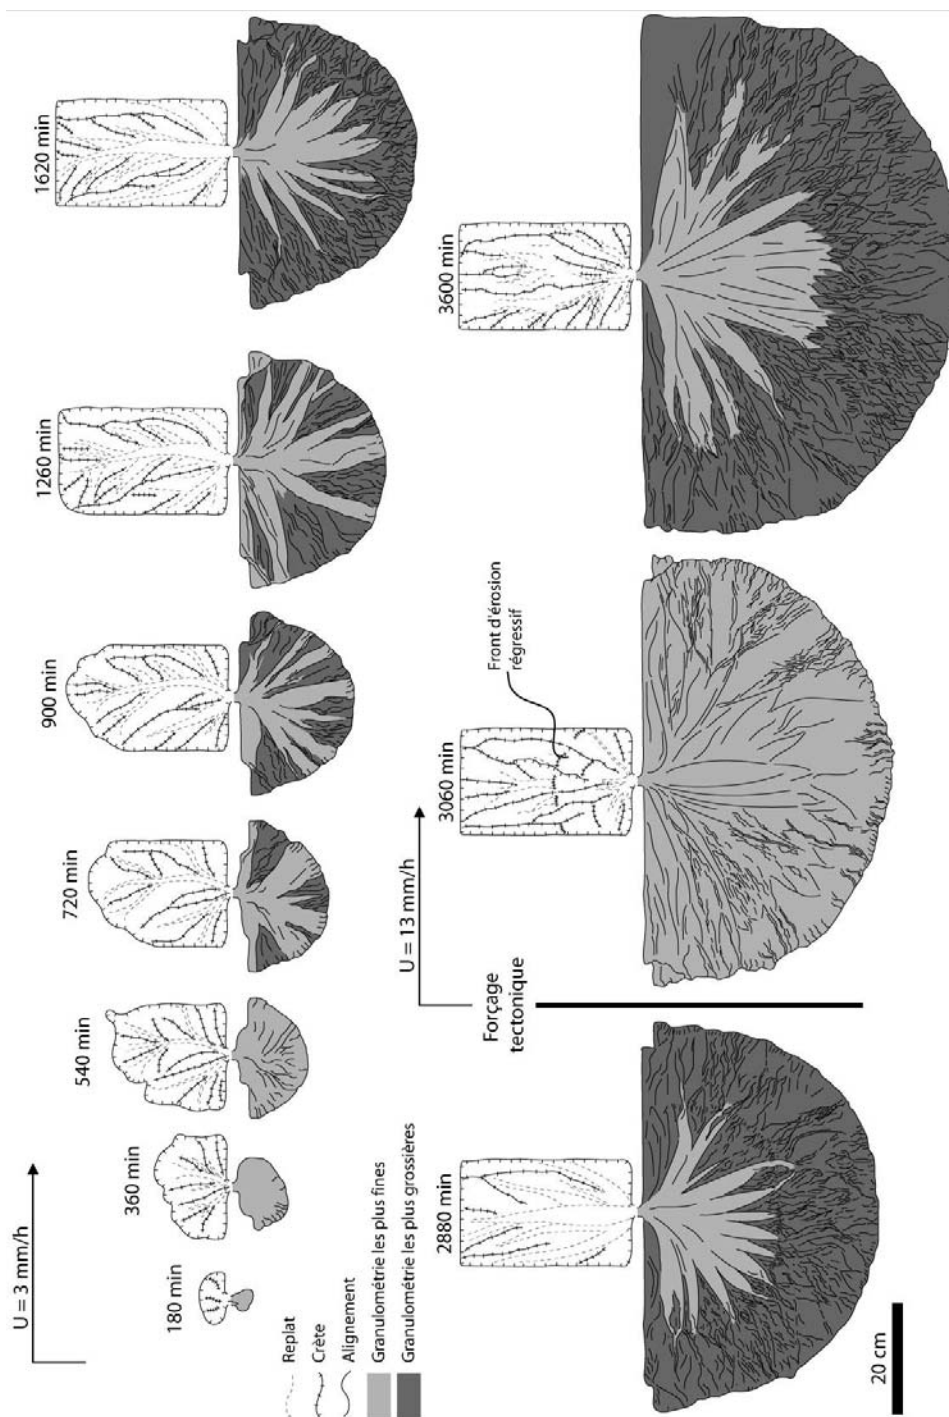 U = 3 mm/h
180 min
360 min
540 min
720 min
900 min
1260 min
1620 min
Replat
Crète
Alignement
Granulométrie les plus fines
Granulométrie les plus grossières
2880 min
Forçage
tectonique
U = 13 mm/h
3060 min
Front d'érosion
régressif
3600 min
20 cm